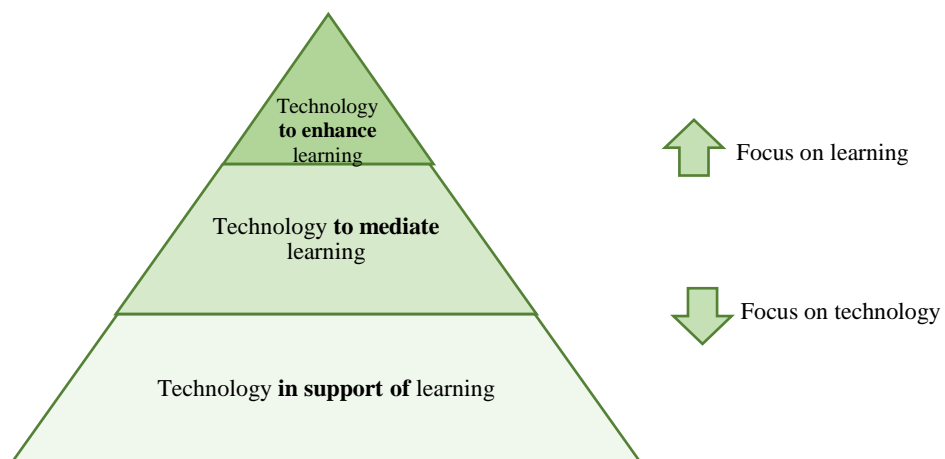 Technology
to enhance
learning
Focus on learning
Technology to mediate
learning
Focus on technology
Technology in support of learning